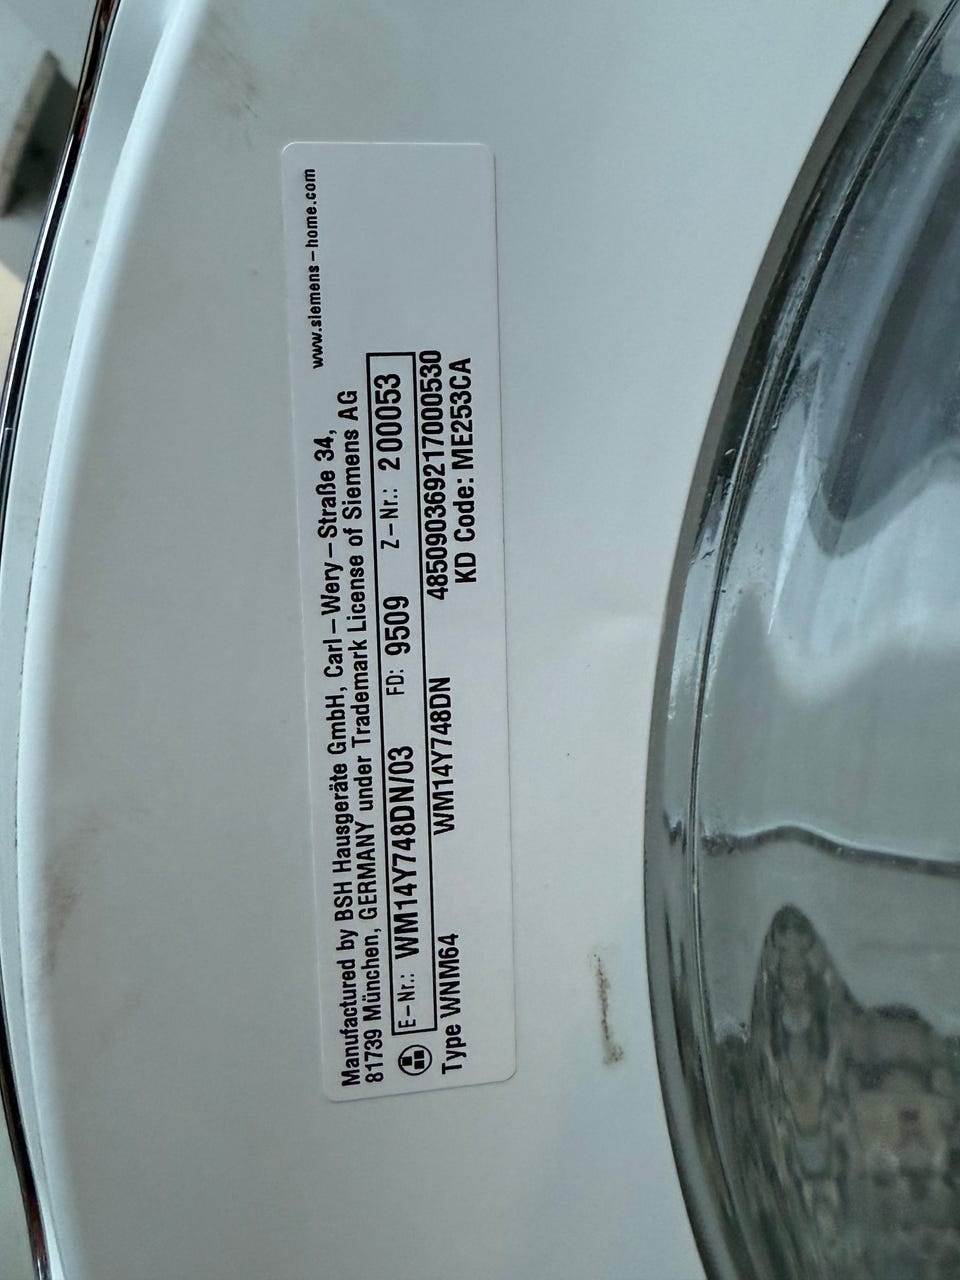 www.siemens-home.com
Manufactured by BSH Hausgeräte GmbH, Carl-Wery-Straße 34,
81739 München, GERMANY under Trademark License of Siemens AG
E-Nr.: WM14Y748DN/03 FD: 9509 Z-Nr.: 200053
Type WNM64 WM14Y748DN 485090369217000530
KD Code: ME253CA